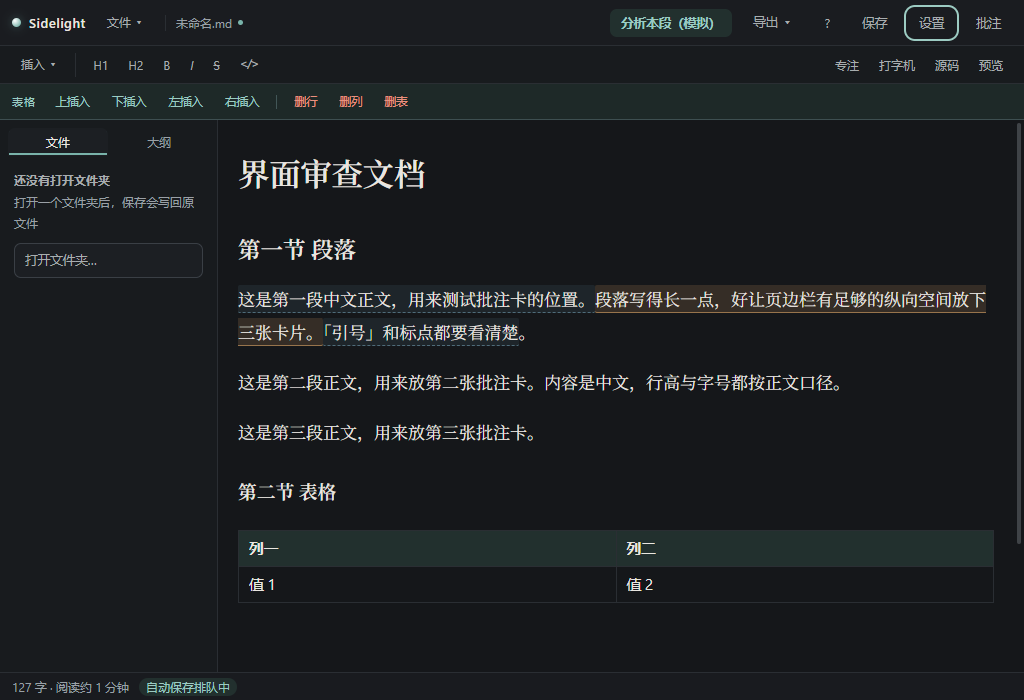 Sidelight 文件 未命名.md 分析本段（模拟） 导出 ? 保存 设置 批注
插入 H1 H2 B I S </> 专注 打字机 源码 预览
表格 上插入 下插入 左插入 右插入 删行 删列 删表
文件 大纲
还没有打开文件夹
打开一个文件夹后，保存会写回原
文件
打开文件夹...
界面审查文档
第一节 段落
这是第一段中文正文，用来测试批注卡的位置。段落写得长一点，好让页边栏有足够的纵向空间放下
三张卡片。「引号」和标点都要看清楚。
这是第二段正文，用来放第二张批注卡。内容是中文，行高与字号都按正文口径。
这是第三段正文，用来放第三张批注卡。
第二节 表格
列一 列二
值 1 值 2
127 字 · 阅读约 1 分钟 自动保存排队中